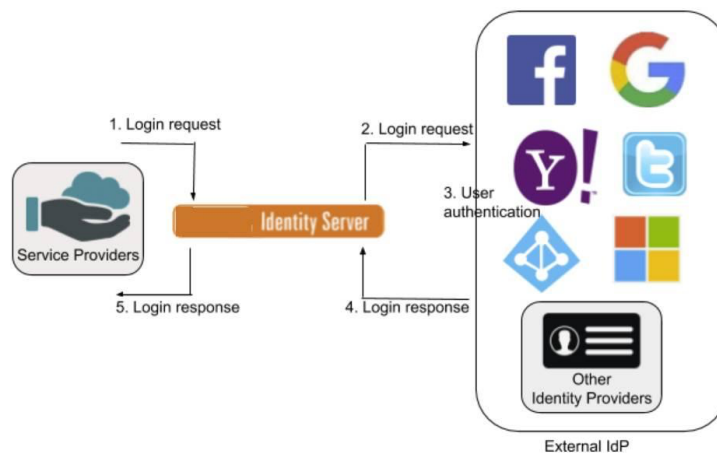 1. Login request
2. Login request
3. User
authentication
Service Providers
Identity Server
5. Login response
4. Login response
Y!
Other
Identity Providers
External IdP